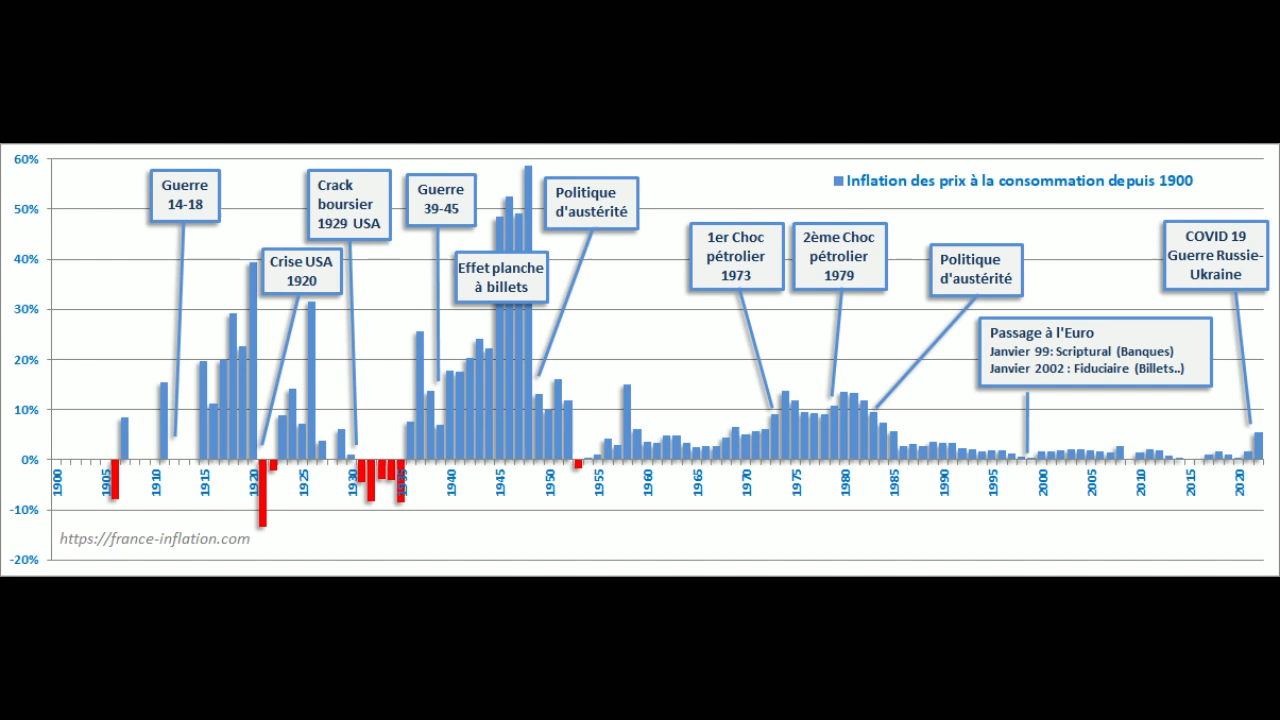 60%
50%
40%
30%
20%
10%
0%
-10%
-20%
Inflation des prix à la consommation depuis 1900
Guerre
14-18
Crise USA
1920
Crack
boursier
1929 USA
Guerre
39-45
Effet planche
à billets
Politique
d'austérité
1er Choc
pétrolier
1973
2ème Choc
pétrolier
1979
Politique
d'austérité
Passage à l'Euro
Janvier 99: Scriptural (Banques)
Janvier 2002 : Fiduciaire (Billets..)
COVID 19
Guerre Russie-
Ukraine
1900
1905
1910
1915
1920
1925
1930
1935
1940
1945
1950
1955
1960
1965
1970
1975
1980
1985
1990
1995
2000
2005
2010
2015
2020
https://france-inflation.com